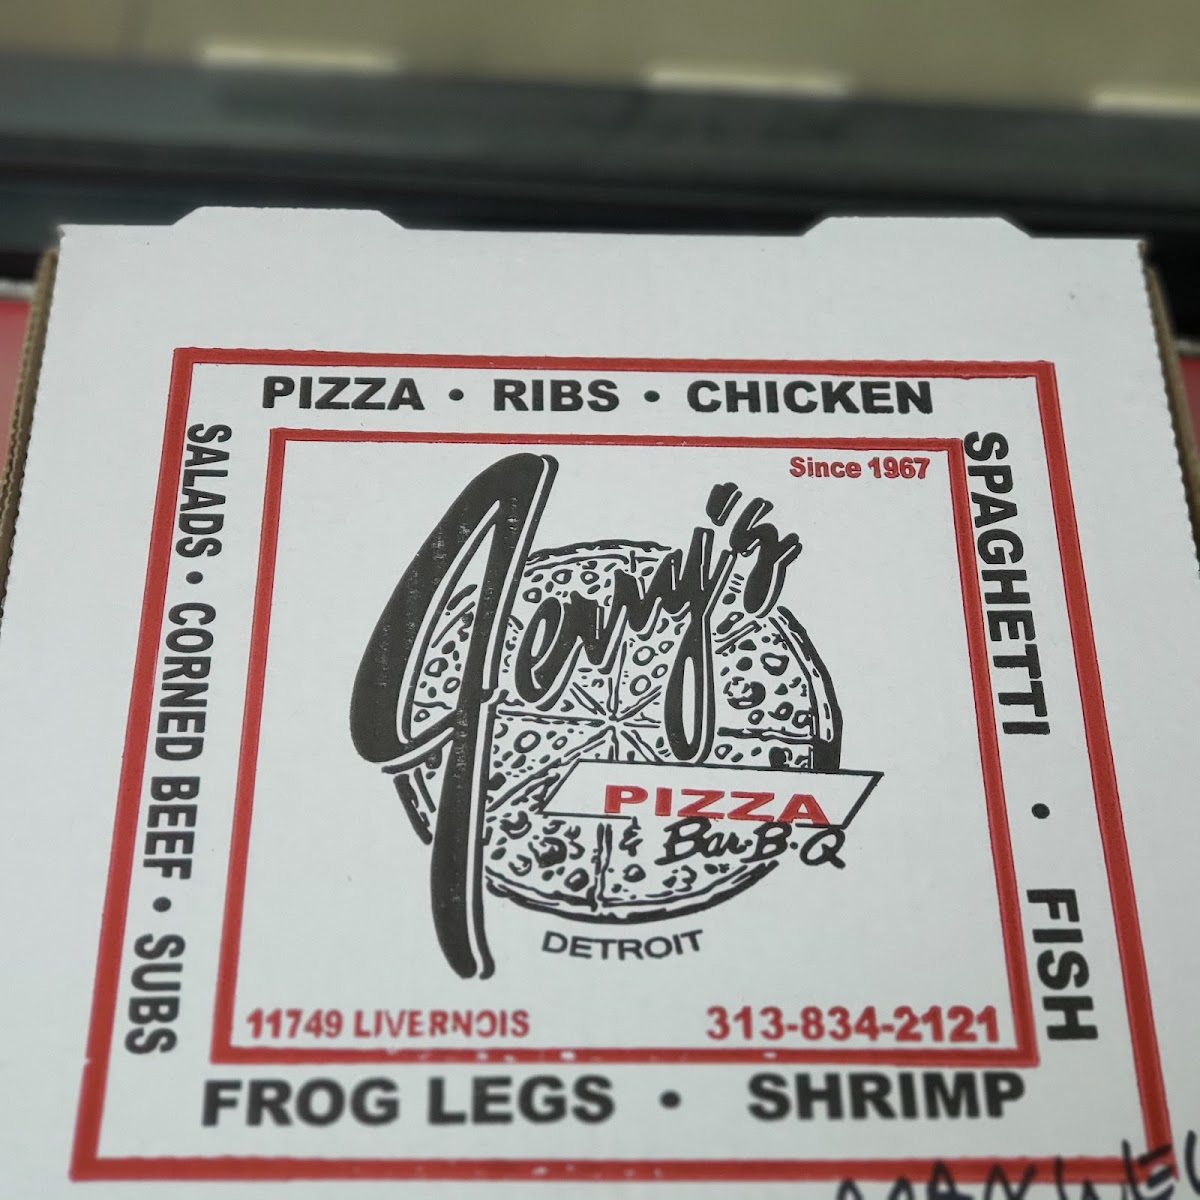 PIZZA • RIBS • CHICKEN
SPAGHETTI • FISH
SALADS • CORNED BEEF • SUBS
Since 1967
Jerry's
PIZZA
& Bar-B-Q
DETROIT
11749 LIVERNOIS
313-834-2121
FROG LEGS • SHRIMP